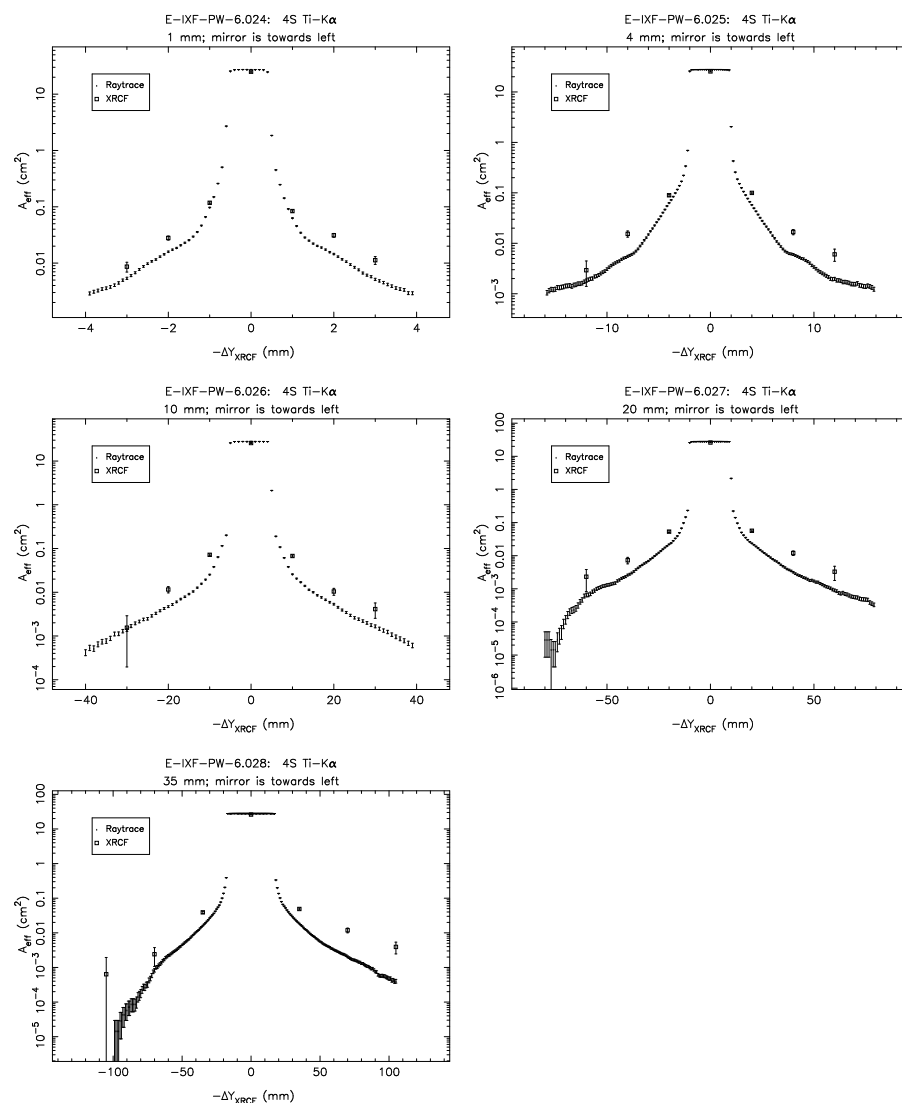 E-IXF-PW-6.024: 4S Ti-Kα
1 mm; mirror is towards left
Raytrace
XRCF
A_eff (cm²)
10
1
0.1
0.01
-4 -2 0 2 4
-ΔY_XRCF (mm)
E-IXF-PW-6.025: 4S Ti-Kα
4 mm; mirror is towards left
Raytrace
XRCF
A_eff (cm²)
10
1
0.1
0.01
10⁻³
-10 0 10
-ΔY_XRCF (mm)
E-IXF-PW-6.026: 4S Ti-Kα
10 mm; mirror is towards left
Raytrace
XRCF
A_eff (cm²)
10
1
0.1
0.01
10⁻³
10⁻⁴
-40 -20 0 20 40
-ΔY_XRCF (mm)
E-IXF-PW-6.027: 4S Ti-Kα
20 mm; mirror is towards left
Raytrace
XRCF
A_eff (cm²)
100
10
1
0.1
0.01
10⁻³
10⁻⁴
10⁻⁵
10⁻⁶
-50 0 50
-ΔY_XRCF (mm)
E-IXF-PW-6.028: 4S Ti-Kα
35 mm; mirror is towards left
Raytrace
XRCF
A_eff (cm²)
100
10
1
0.1
0.01
10⁻³
10⁻⁴
10⁻⁵
-100 -50 0 50 100
-ΔY_XRCF (mm)